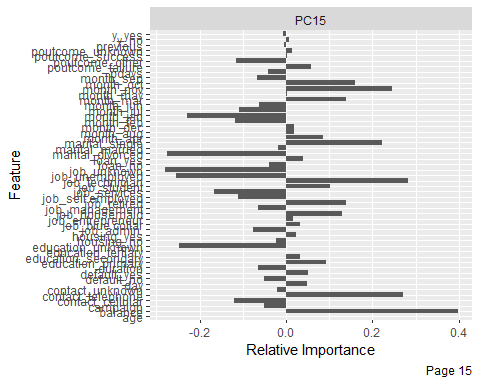 PC15
Feature
y_yes
y_no
previous
poutcome_unknown
poutcome_success
poutcome_other
poutcome_failure
pdays
month_sep
month_oct
month_nov
month_may
month_mar
month_jun
month_jul
month_jan
month_feb
month_dec
month_aug
month_apr
marital_single
marital_married
marital_divorced
loan_yes
loan_no
job_unknown
job_unemployed
job_technician
job_student
job_services
job_self.employed
job_retired
job_management
job_housemaid
job_entrepreneur
job_blue.collar
job_admin.
housing_yes
housing_no
education_unknown
education_tertiary
education_secondary
education_primary
duration
default_yes
default_no
day
contact_unknown
contact_telephone
contact_cellular
campaign
balance
age
-0.2 0.0 0.2 0.4
Relative Importance
Page 15